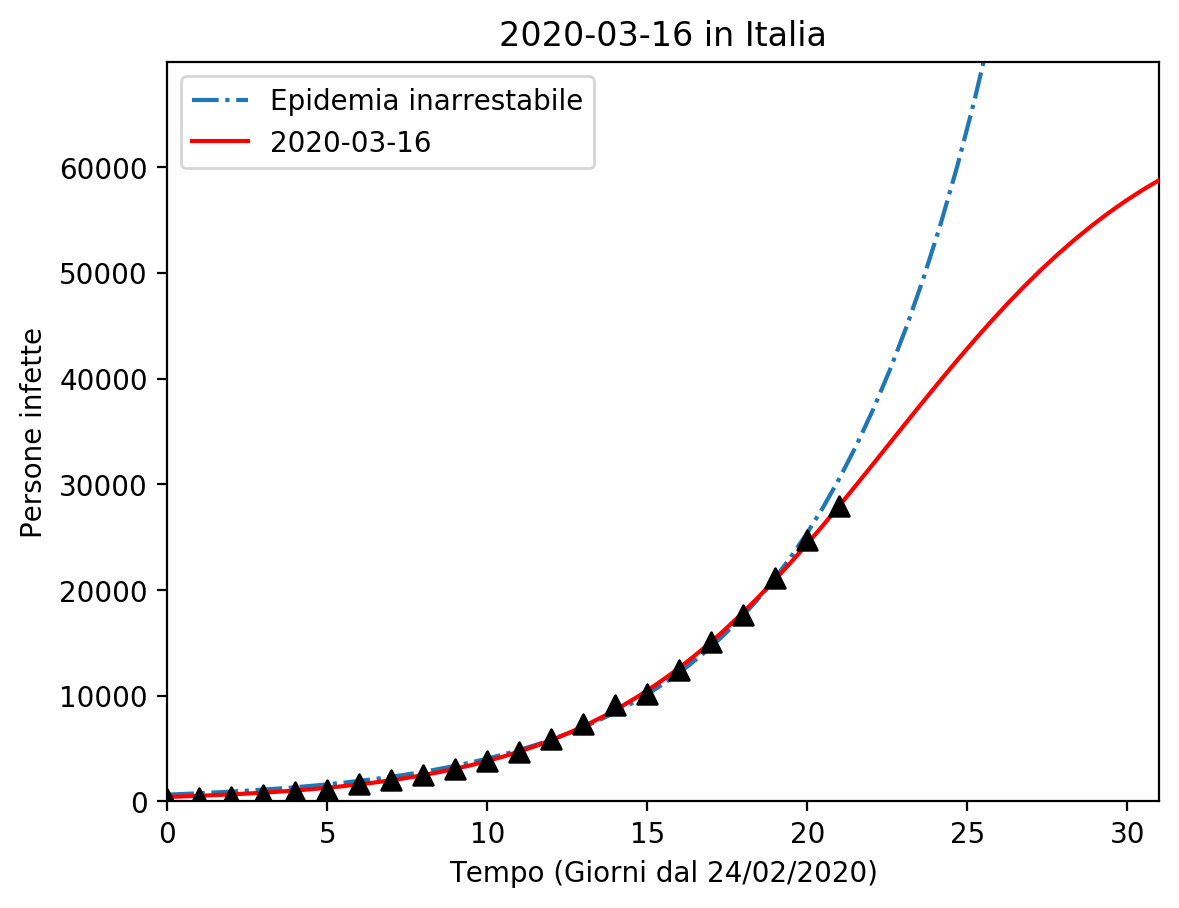 2020-03-16 in Italia
Epidemia inarrestabile
2020-03-16
60000
50000
40000
30000
20000
10000
0
Persone infette
0 5 10 15 20 25 30
Tempo (Giorni dal 24/02/2020)